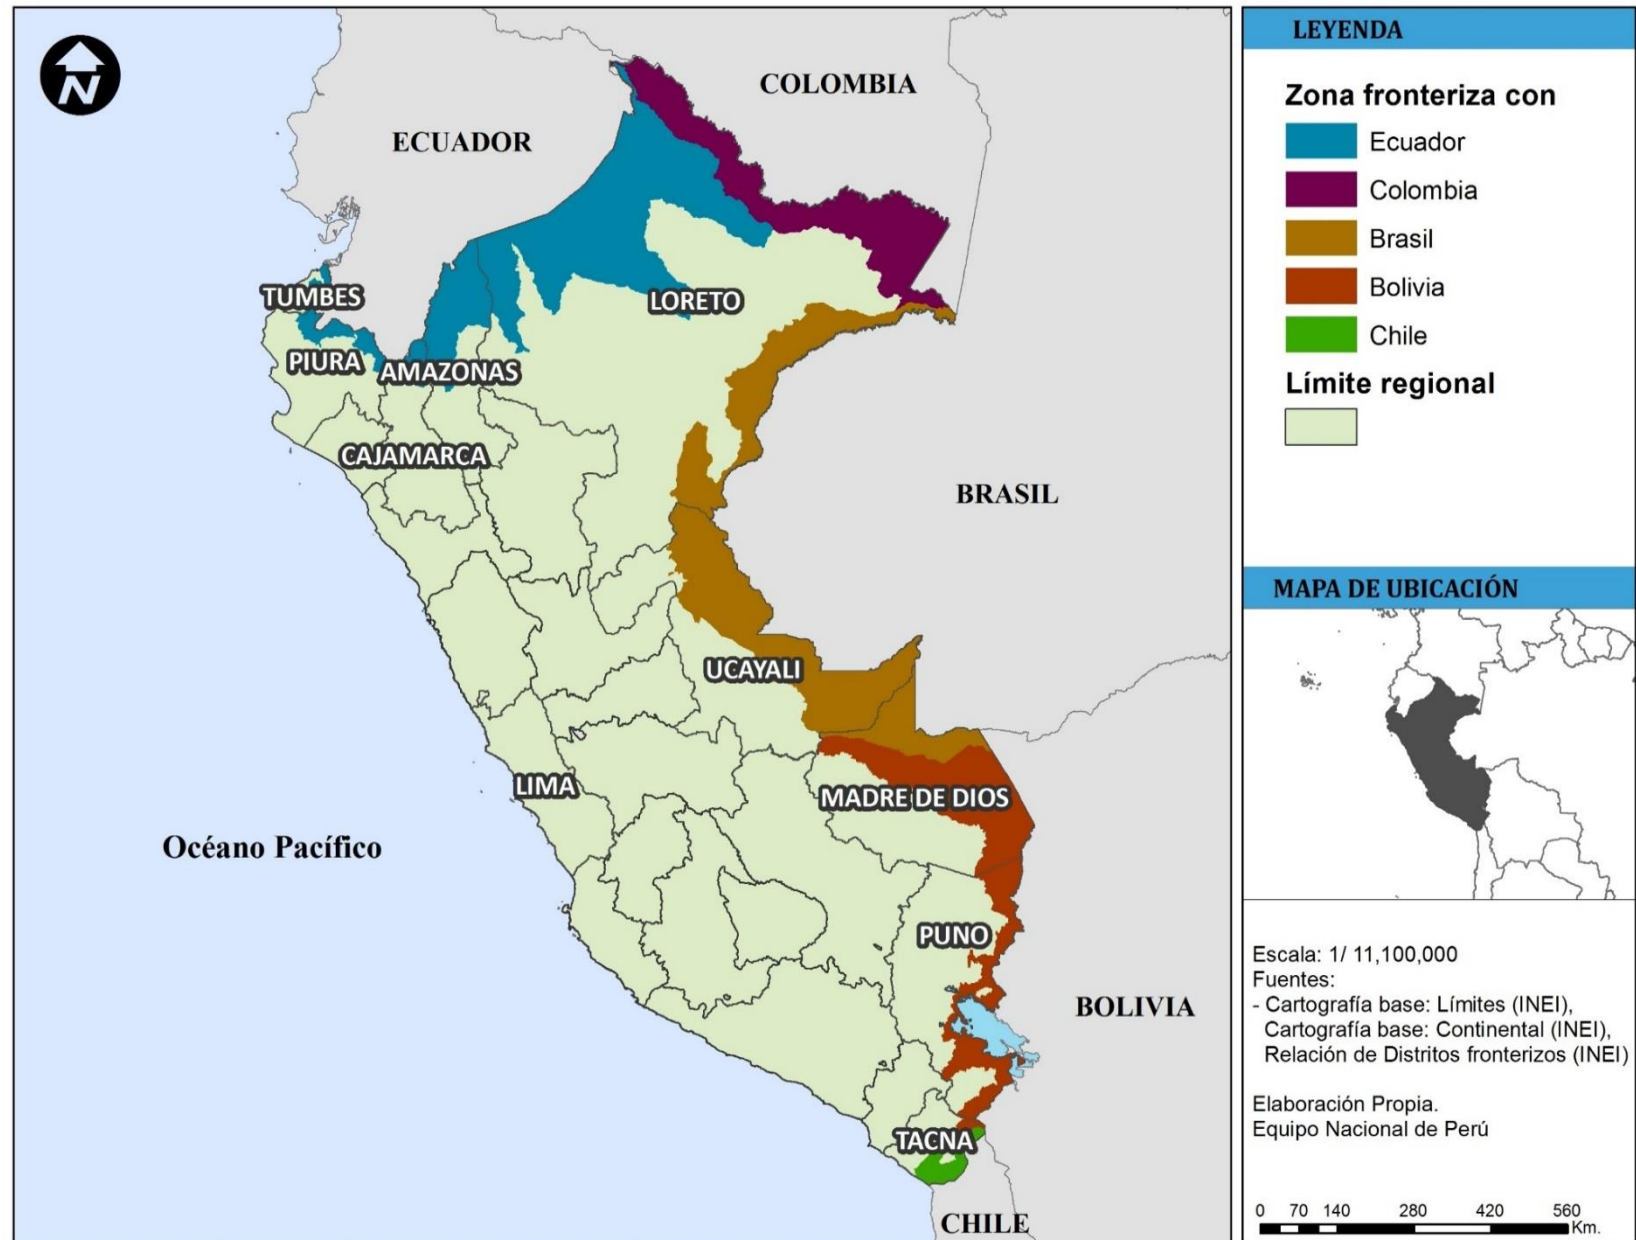 N
COLOMBIA
ECUADOR
TUMBES
LORETO
PIURA
AMAZONAS
CAJAMARCA
BRASIL
UCAYALI
LIMA
MADRE DE DIOS
Océano Pacífico
PUNO
BOLIVIA
TACNA
CHILE
LEYENDA
Zona fronteriza con
Ecuador
Colombia
Brasil
Bolivia
Chile
Límite regional
MAPA DE UBICACIÓN
Escala: 1/ 11,100,000
Fuentes:
- Cartografía base: Límites (INEI),
Cartografía base: Continental (INEI),
Relación de Distritos fronterizos (INEI)
Elaboración Propia.
Equipo Nacional de Perú
0 70 140 280 420 560
Km.